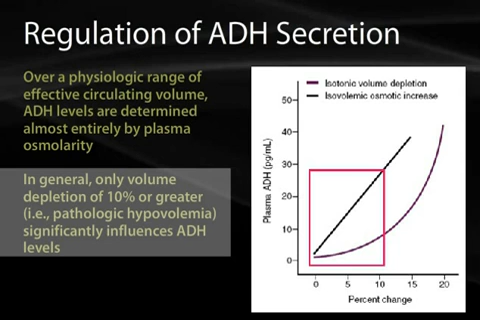 Regulation of ADH Secretion
Over a physiologic range of
effective circulating volume,
ADH levels are determined
almost entirely by plasma
osmolarity
In general, only volume
depletion of 10% or greater
(i.e., pathologic hypovolemia)
significantly influences ADH
levels
Isotonic volume depletion
Isovolemic osmotic increase
Plasma ADH (pg/mL)
50
40
30
20
10
0
0 5 10 15 20
Percent change